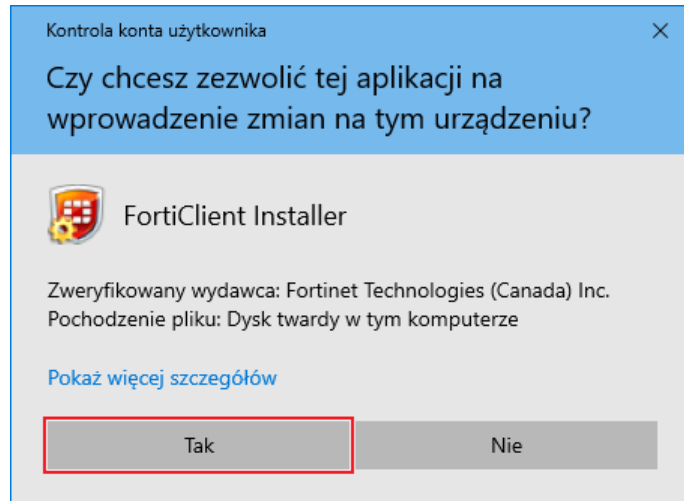 Kontrola konta użytkownika
Czy chcesz zezwolić tej aplikacji na
wprowadzenie zmian na tym urządzeniu?
FortiClient Installer
Zweryfikowany wydawca: Fortinet Technologies (Canada) Inc.
Pochodzenie pliku: Dysk twardy w tym komputerze
Pokaż więcej szczegółów
Tak
Nie